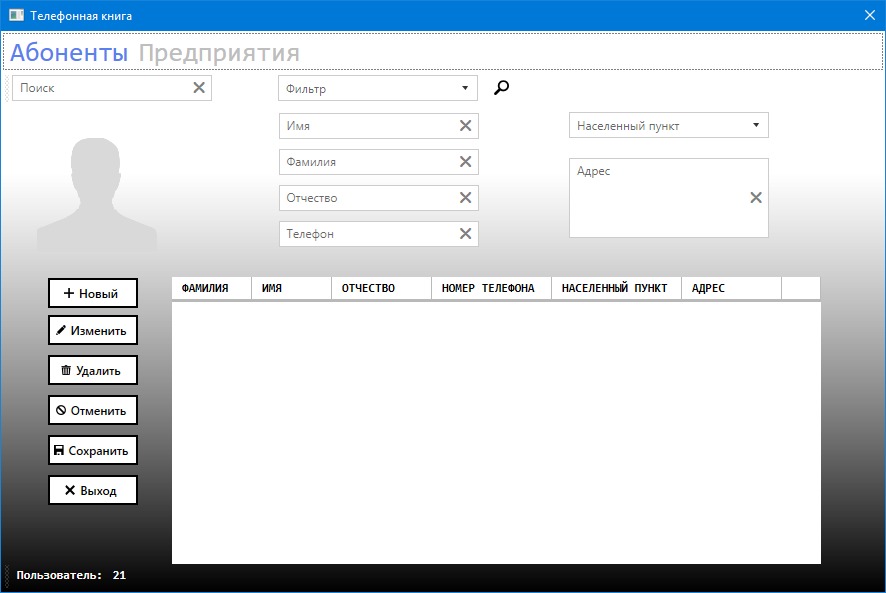 Телефонная книга
Абоненты Предприятия
Поиск
Фильтр
Имя
Населенный пункт
Фамилия
Адрес
Отчество
Телефон
Новый
ФАМИЛИЯ ИМЯ ОТЧЕСТВО НОМЕР ТЕЛЕФОНА НАСЕЛЕННЫЙ ПУНКТ АДРЕС
Изменить
Удалить
Отменить
Сохранить
Выход
Пользователь: 21